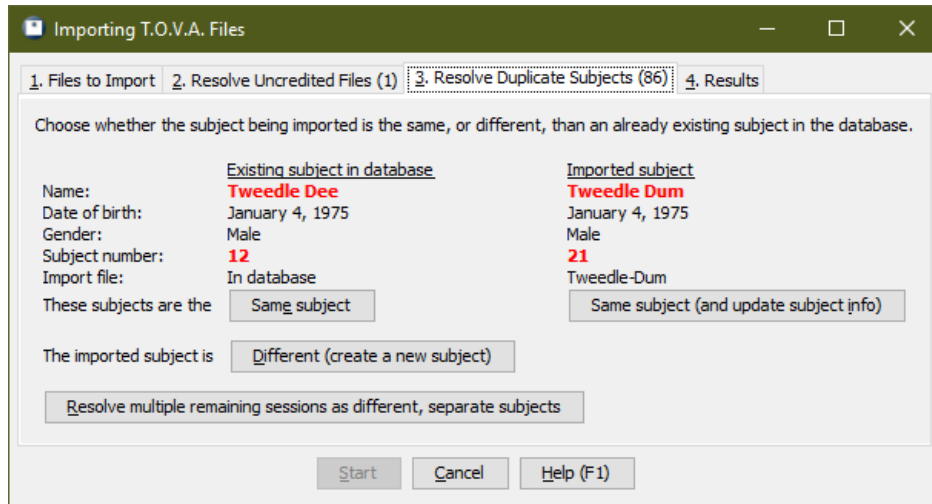 Importing T.O.V.A. Files
1. Files to Import 2. Resolve Uncredited Files (1) 3. Resolve Duplicate Subjects (86) 4. Results
Choose whether the subject being imported is the same, or different, than an already existing subject in the database.
Existing subject in database Imported subject
Name: Tweedle Dee Tweedle Dum
Date of birth: January 4, 1975 January 4, 1975
Gender: Male Male
Subject number: 12 21
Import file: In database Tweedle-Dum
These subjects are the Same subject Same subject (and update subject info)
The imported subject is Different (create a new subject)
Resolve multiple remaining sessions as different, separate subjects
Start Cancel Help (F1)